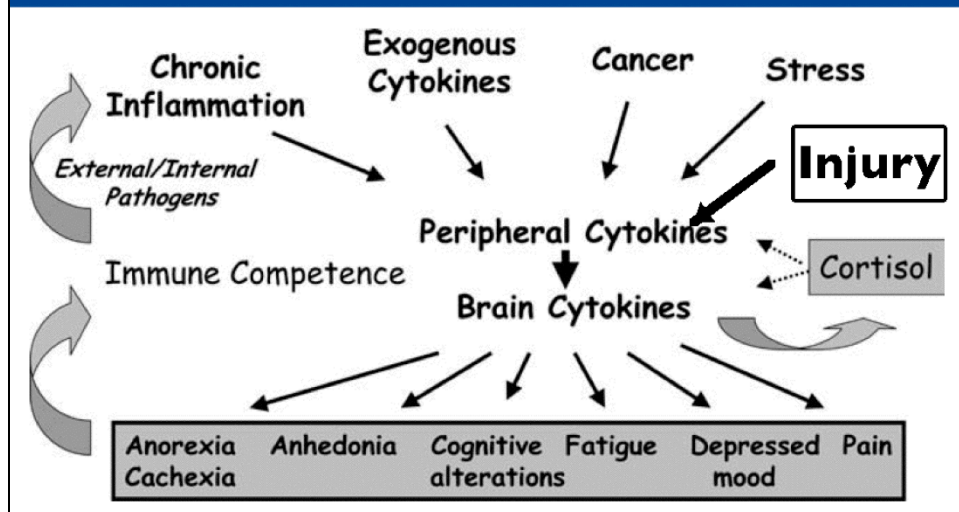 Chronic
Inflammation
Exogenous
Cytokines
Cancer
Stress
Injury
External/Internal
Pathogens
Peripheral Cytokines
Immune Competence
Cortisol
Brain Cytokines
Anorexia
Cachexia
Anhedonia
Cognitive
alterations
Fatigue
Depressed
mood
Pain